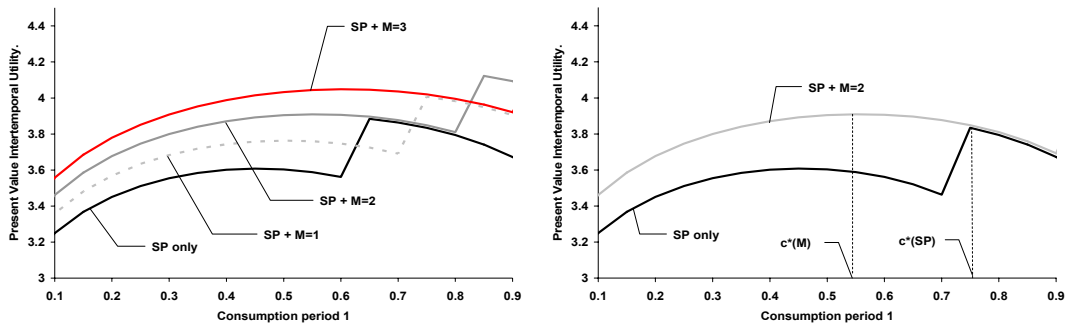 Present Value Intertemporal Utility.
4.4
4.2
4
3.8
3.6
3.4
3.2
3
SP + M=3
SP + M=2
SP + M=1
SP only
0.1 0.2 0.3 0.4 0.5 0.6 0.7 0.8 0.9
Consumption period 1
Present Value Intertemporal Utility.
4.4
4.2
4
3.8
3.6
3.4
3.2
3
SP + M=2
SP only
c*(M)
c*(SP)
0.1 0.2 0.3 0.4 0.5 0.6 0.7 0.8 0.9
Consumption period 1